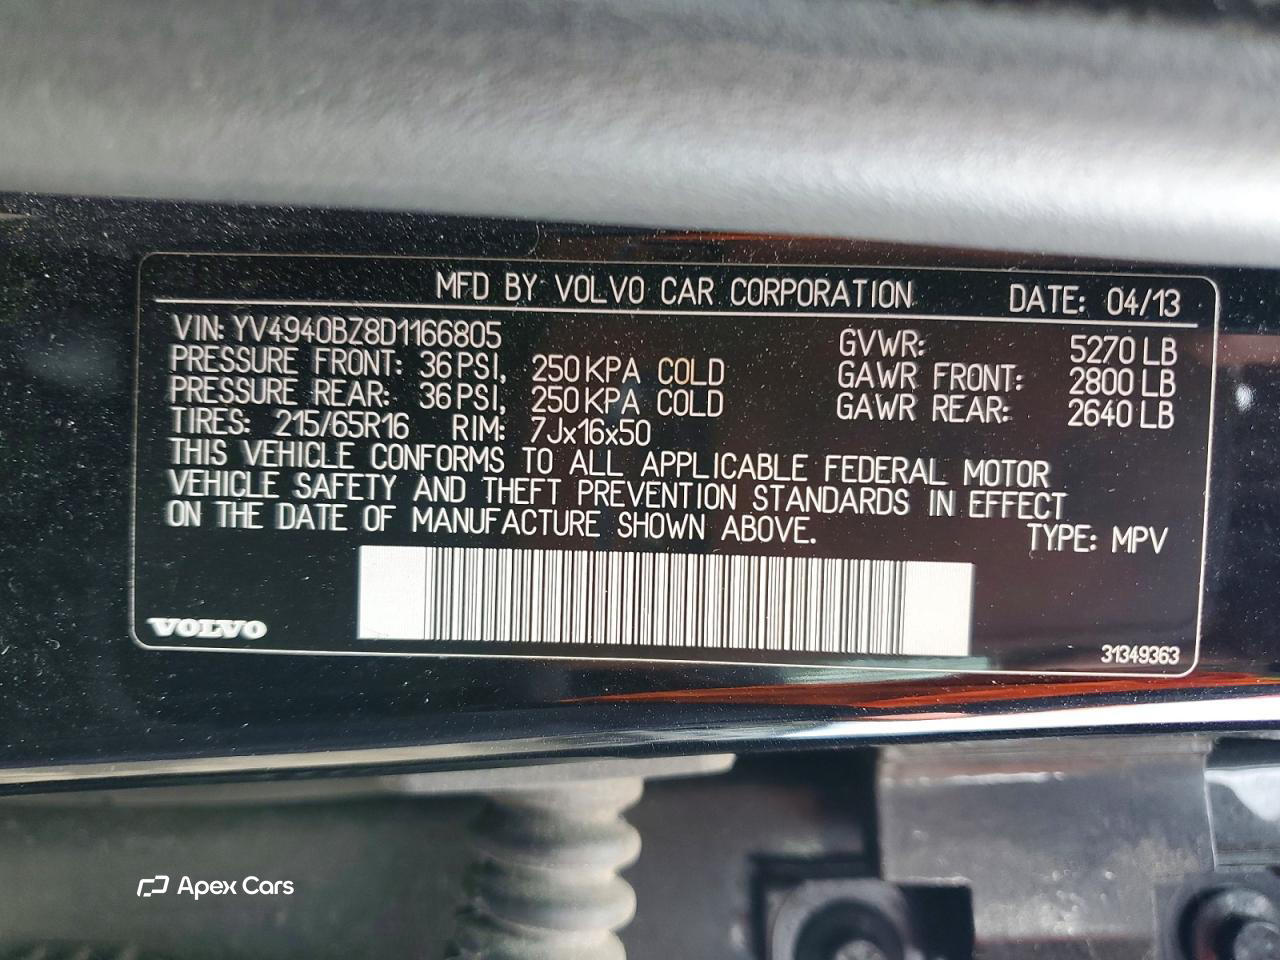 MFD BY VOLVO CAR CORPORATION DATE: 04/13
VIN: YV4940BZ8D1166805 GVWR: 5270 LB
PRESSURE FRONT: 36 PSI, 250 KPA COLD GAWR FRONT: 2800 LB
PRESSURE REAR: 36 PSI, 250 KPA COLD GAWR REAR: 2640 LB
TIRES: 215/65R16 RIM: 7Jx16x50
THIS VEHICLE CONFORMS TO ALL APPLICABLE FEDERAL MOTOR
VEHICLE SAFETY AND THEFT PREVENTION STANDARDS IN EFFECT
ON THE DATE OF MANUFACTURE SHOWN ABOVE. TYPE: MPV
VOLVO
31349363
Apex Cars